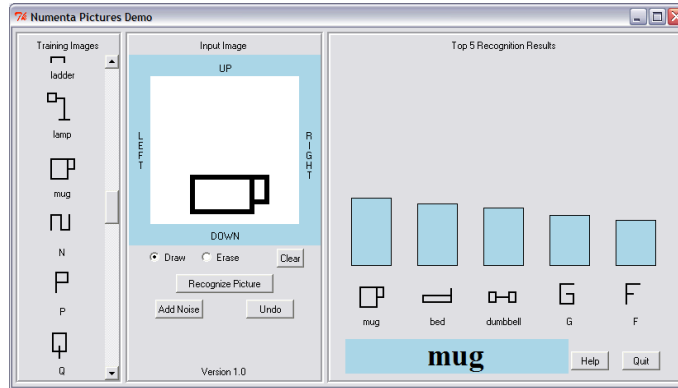 Numenta Pictures Demo
Training Images
ladder
lamp
mug
N
P
Q
Input Image
UP
LEFT
RIGHT
DOWN
Draw Erase Clear
Recognize Picture
Add Noise Undo
Version 1.0
Top 5 Recognition Results
mug bed dumbbell G F
mug
Help Quit